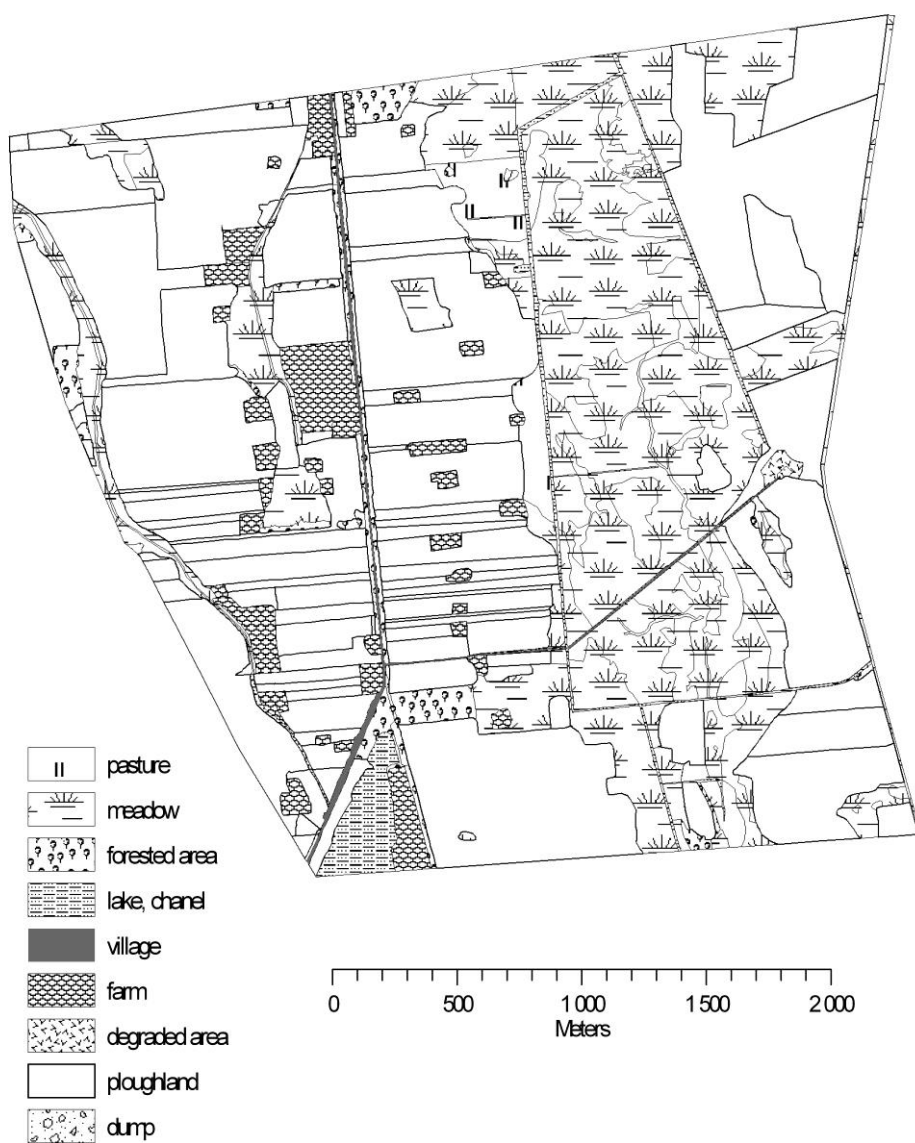 pasture
meadow
forested area
lake, chanel
village
farm
degraded area
ploughland
dump
0 500 1 000 1 500 2 000
Meters